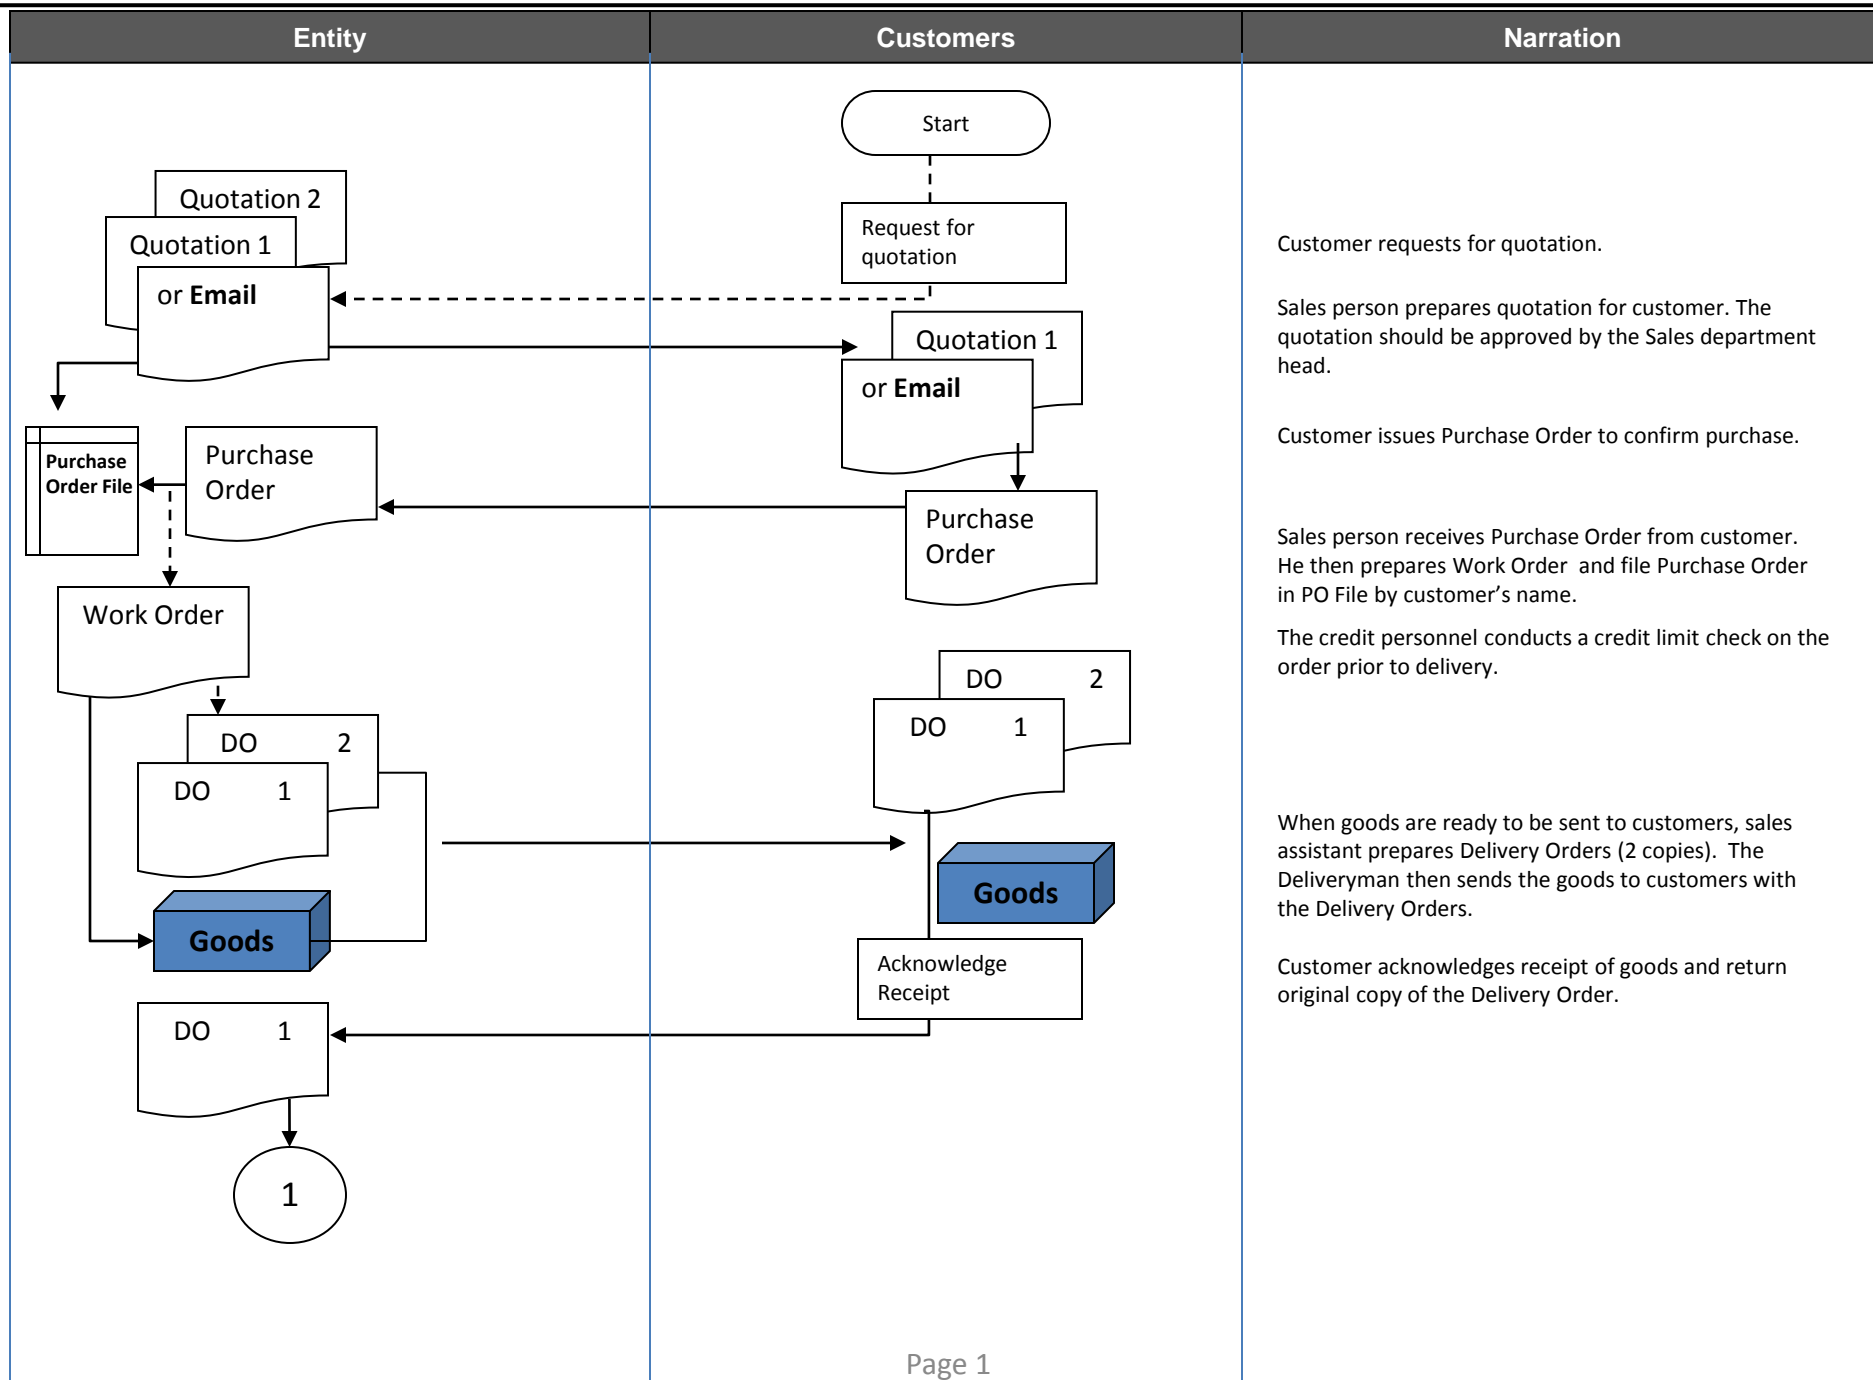 Entity
Customers
Narration
Start
Quotation 2
Quotation 1
or Email
Request for
quotation
Customer requests for quotation.
Sales person prepares quotation for customer. The
quotation should be approved by the Sales department
head.
Quotation 1
or Email
Customer issues Purchase Order to confirm purchase.
Purchase
Order File
Purchase
Order
Purchase
Order
Sales person receives Purchase Order from customer.
He then prepares Work Order  and file Purchase Order
in PO File by customer’s name.
Work Order
The credit personnel conducts a credit limit check on the
order prior to delivery.
DO 2
DO 1
DO 2
DO 1
When goods are ready to be sent to customers, sales
assistant prepares Delivery Orders (2 copies).  The
Deliveryman then sends the goods to customers with
the Delivery Orders.
Goods
Goods
Acknowledge
Receipt
Customer acknowledges receipt of goods and return
original copy of the Delivery Order.
DO 1
1
Page 1